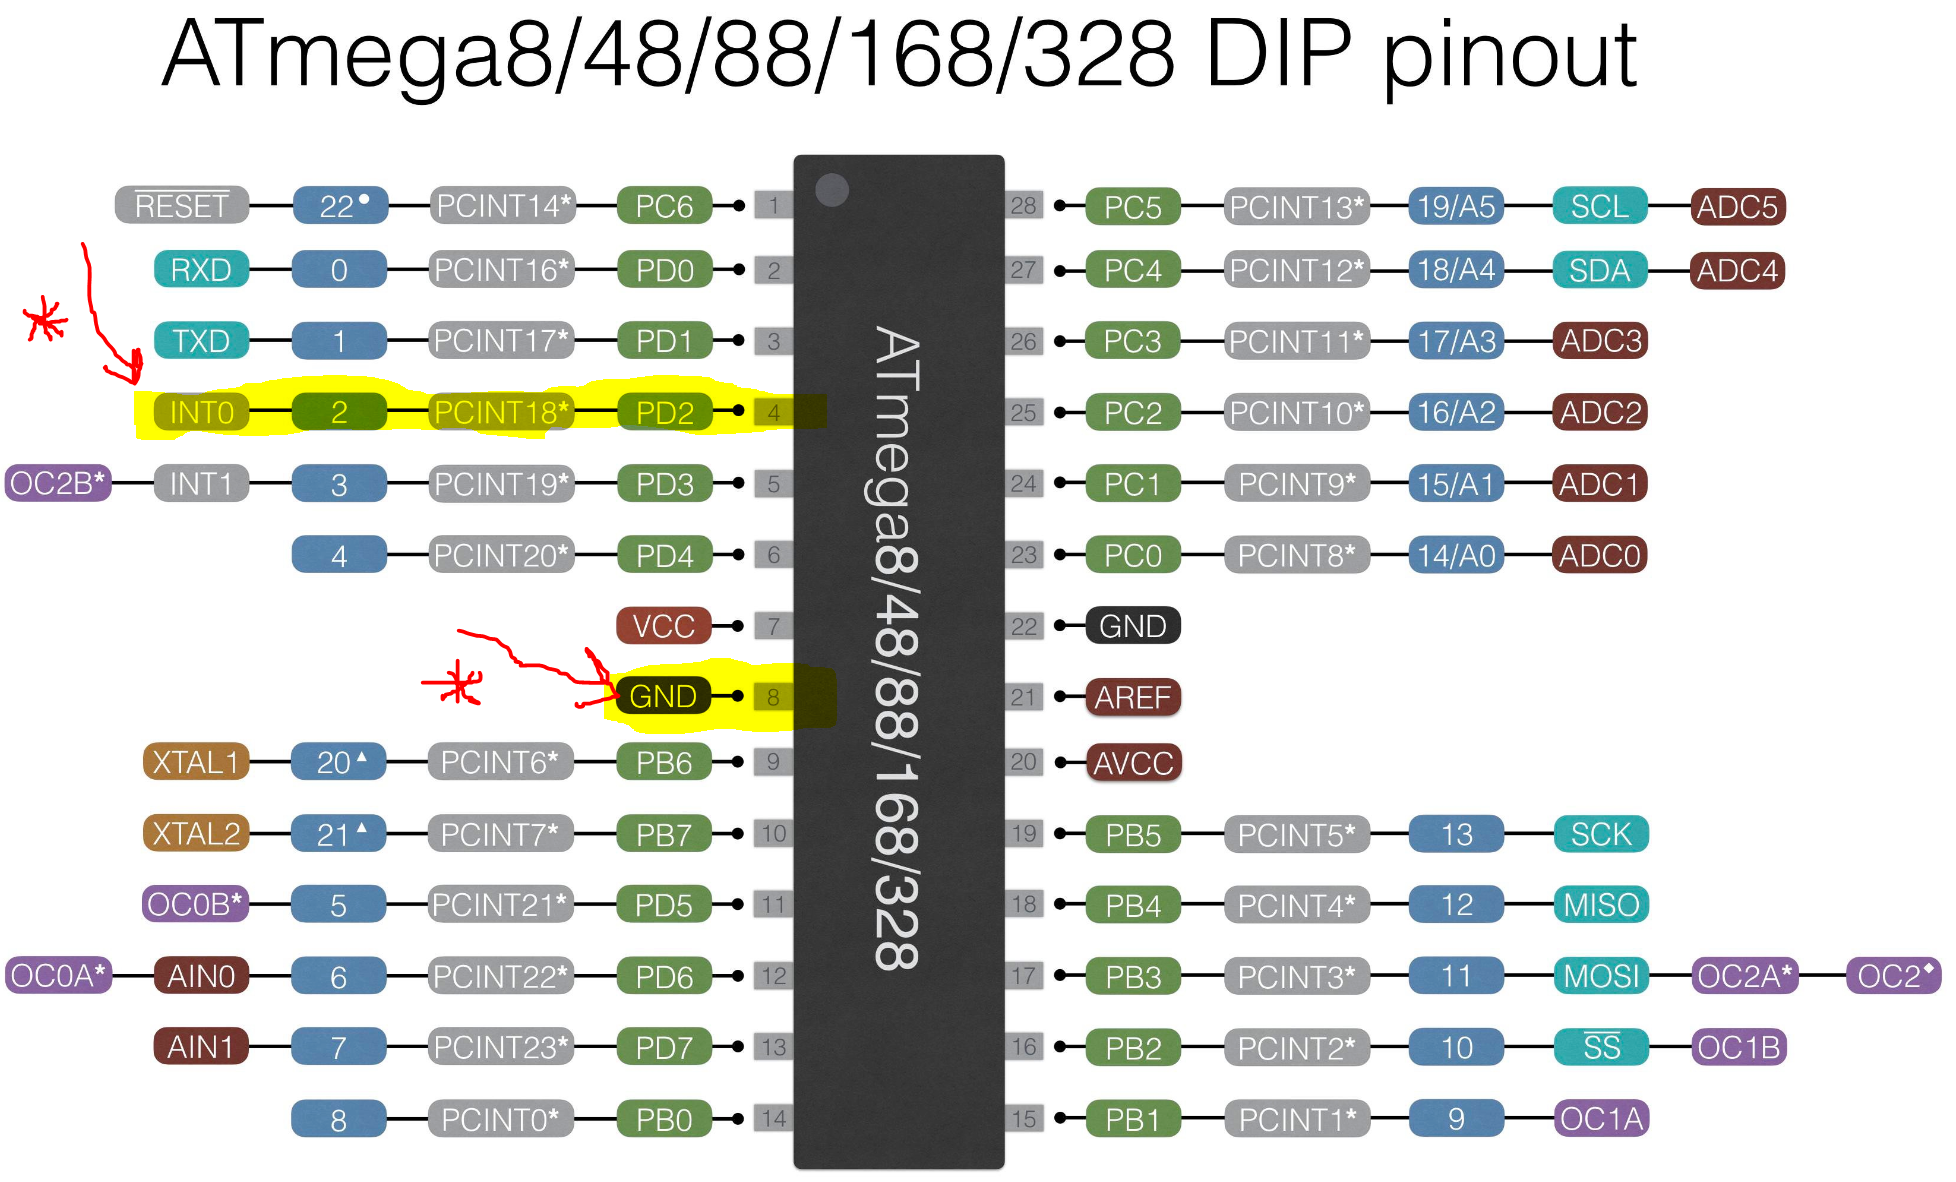 ATmega8/48/88/168/328 DIP pinout
RESET 22● PCINT14* PC6 1 28 PC5 PCINT13* 19/A5 SCL ADC5
RXD 0 PCINT16* PD0 2 27 PC4 PCINT12* 18/A4 SDA ADC4
TXD 1 PCINT17* PD1 3 26 PC3 PCINT11* 17/A3 ADC3
INT0 2 PCINT18* PD2 4 25 PC2 PCINT10* 16/A2 ADC2
OC2B* INT1 3 PCINT19* PD3 5 24 PC1 PCINT9* 15/A1 ADC1
4 PCINT20* PD4 6 23 PC0 PCINT8* 14/A0 ADC0
VCC 7 22 GND
GND 8 21 AREF
XTAL1 20▲ PCINT6* PB6 9 20 AVCC
XTAL2 21▲ PCINT7* PB7 10 19 PB5 PCINT5* 13 SCK
OC0B* 5 PCINT21* PD5 11 18 PB4 PCINT4* 12 MISO
OC0A* AIN0 6 PCINT22* PD6 12 17 PB3 PCINT3* 11 MOSI OC2A* OC2◆
AIN1 7 PCINT23* PD7 13 16 PB2 PCINT2* 10 SS OC1B
8 PCINT0* PB0 14 15 PB1 PCINT1* 9 OC1A
ATmega8/48/88/168/328